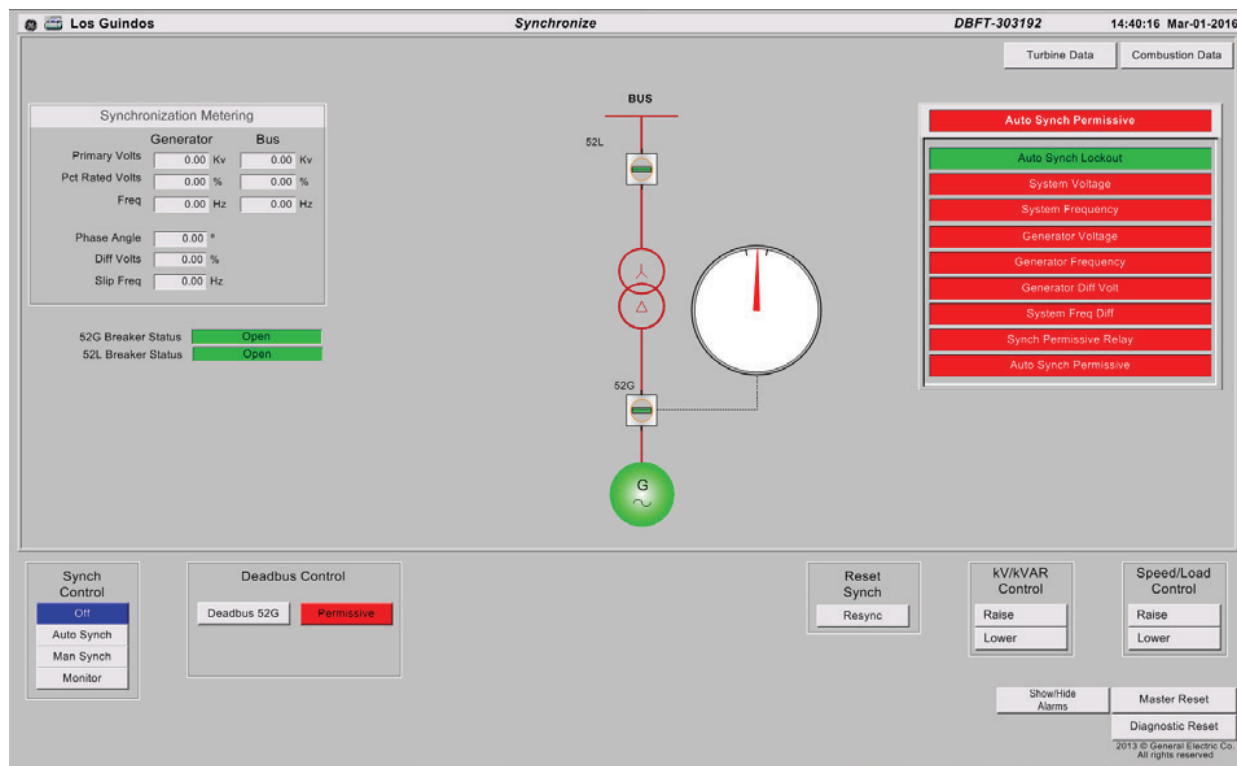 Los Guindos
Synchronize
DBFT-303192
14:40:16 Mar-01-2016
Turbine Data
Combustion Data
Synchronization Metering
Generator Bus
Primary Volts 0.00 Kv 0.00 Kv
Pct Rated Volts 0.00 % 0.00 %
Freq 0.00 Hz 0.00 Hz
Phase Angle 0.00 °
Diff Volts 0.00 %
Slip Freq 0.00 Hz
52G Breaker Status Open
52L Breaker Status Open
BUS
52L
52G
G
Auto Synch Permissive
Auto Synch Lockout
System Voltage
System Frequency
Generator Voltage
Generator Frequency
Generator Diff Volt
System Freq Diff
Synch Permissive Relay
Auto Synch Permissive
Synch
Control
Off
Auto Synch
Man Synch
Monitor
Deadbus Control
Deadbus 52G
Permissive
Reset
Synch
Resync
kV/kVAR
Control
Raise
Lower
Speed/Load
Control
Raise
Lower
Show/Hide
Alarms
Master Reset
Diagnostic Reset
2013 © General Electric Co.
All rights reserved